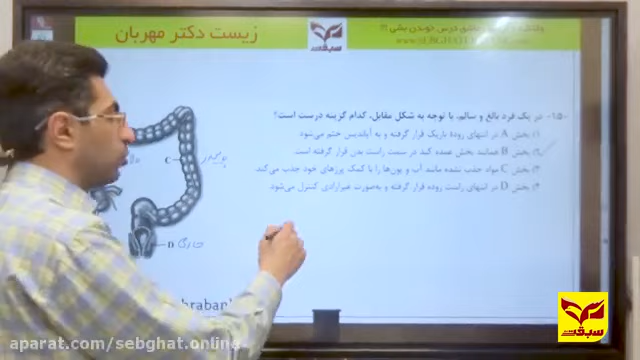 زیست دکتر مهربان
سبقت
WWW.SEBGHAT
-۱۵۰ در یک فرد بالغ و سالم، با توجه به شکل مقابل، کدام گزینه درست است؟
۱) بخش A در انتهای رودهٔ باریک قرار گرفته و به آپاندیس ختم می‌شود.
۲) بخش B همانند بخش عمده کبد در سمت راست بدن قرار گرفته است.
۳) بخش C مواد جذب نشده مانند آب و یون‌ها را با کمک پرزهای خود جذب می‌کند.
۴) بخش D در انتهای راست روده قرار گرفته و به‌صورت غیرارادی کنترل می‌شود.
C
D
سبقت
aparat.com/sebghat.online